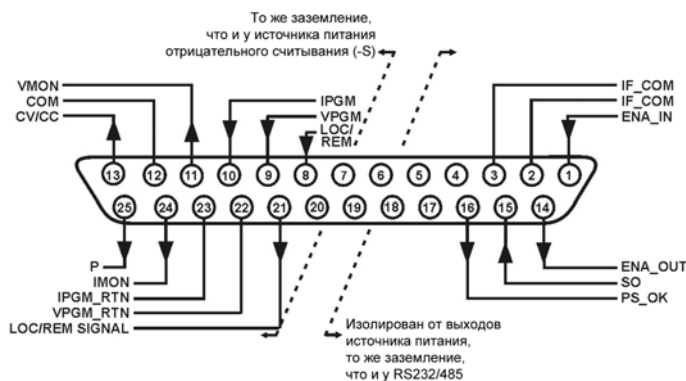 То же заземление,
что и у источника питания
отрицательного считывания (-S)
VMON
COM
CV/CC
IPGM
VPGM
LOC/
REM
IF_COM
IF_COM
ENA_IN
13 12 11 10 9 8 7 6 5 4 3 2 1
25 24 23 22 21 20 19 18 17 16 15 14
P
IMON
IPGM_RTN
VPGM_RTN
LOC/REM SIGNAL
ENA_OUT
SO
PS_OK
Изолирован от выходов
источника питания,
то же заземление,
что и у RS232/485